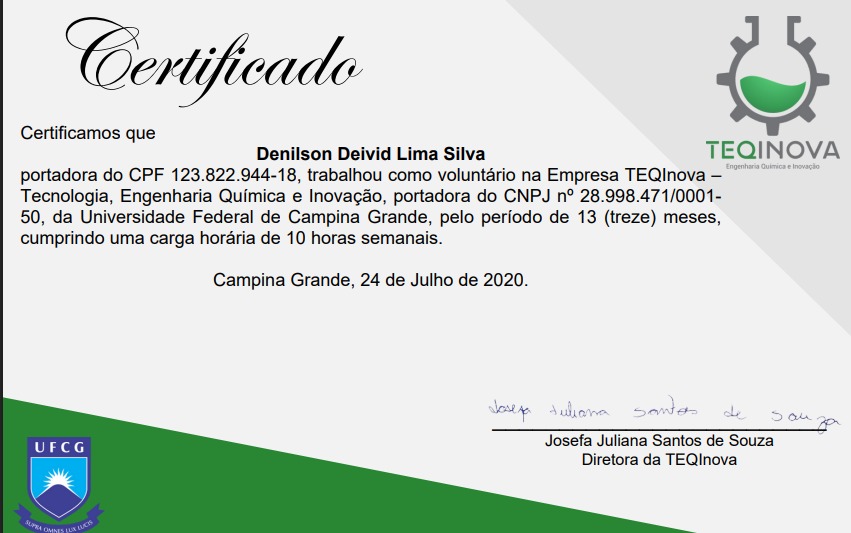 Certificado
TEQINOVA
Engenharia Química e Inovação
Certificamos que
Denilson Deivid Lima Silva
portadora do CPF 123.822.944-18, trabalhou como voluntário na Empresa TEQInova –
Tecnologia, Engenharia Química e Inovação, portadora do CNPJ nº 28.998.471/0001-
50, da Universidade Federal de Campina Grande, pelo período de 13 (treze) meses,
cumprindo uma carga horária de 10 horas semanais.
Campina Grande, 24 de Julho de 2020.
Josefa Juliana Santos de Souza
Josefa Juliana Santos de Souza
Diretora da TEQInova
UFCG
SUPRA OMNES LUX LUCIS